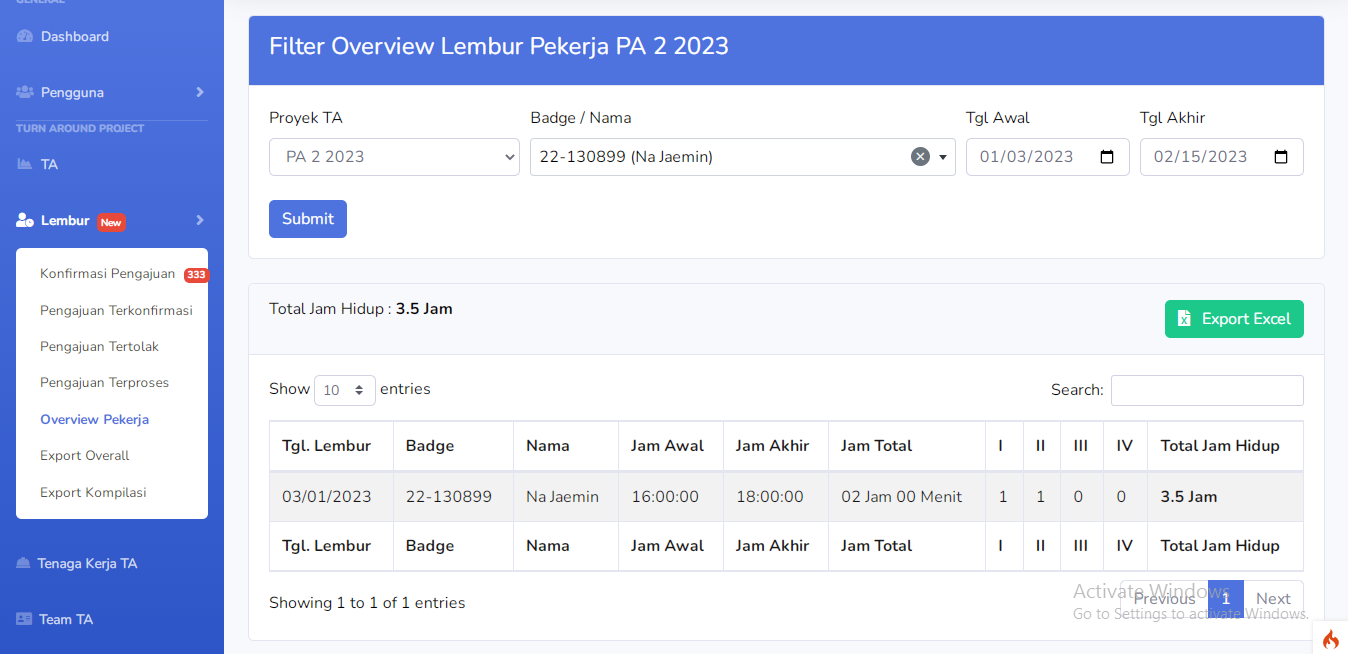 GENERAL
Dashboard
Pengguna
TURN AROUND PROJECT
TA
Lembur New
Konfirmasi Pengajuan 333
Pengajuan Terkonfirmasi
Pengajuan Tertolak
Pengajuan Terproses
Overview Pekerja
Export Overall
Export Kompilasi
Tenaga Kerja TA
Team TA
Filter Overview Lembur Pekerja PA 2 2023
Proyek TA Badge / Nama Tgl Awal Tgl Akhir
PA 2 2023 22-130899 (Na Jaemin) 01/03/2023 02/15/2023
Submit
Total Jam Hidup : 3.5 Jam
Export Excel
Show 10 entries Search:
Tgl. Lembur Badge Nama Jam Awal Jam Akhir Jam Total I II III IV Total Jam Hidup
03/01/2023 22-130899 Na Jaemin 16:00:00 18:00:00 02 Jam 00 Menit 1 1 0 0 3.5 Jam
Tgl. Lembur Badge Nama Jam Awal Jam Akhir Jam Total I II III IV Total Jam Hidup
Showing 1 to 1 of 1 entries
Previous 1 Next
Activate Windows
Go to Settings to activate Windows.